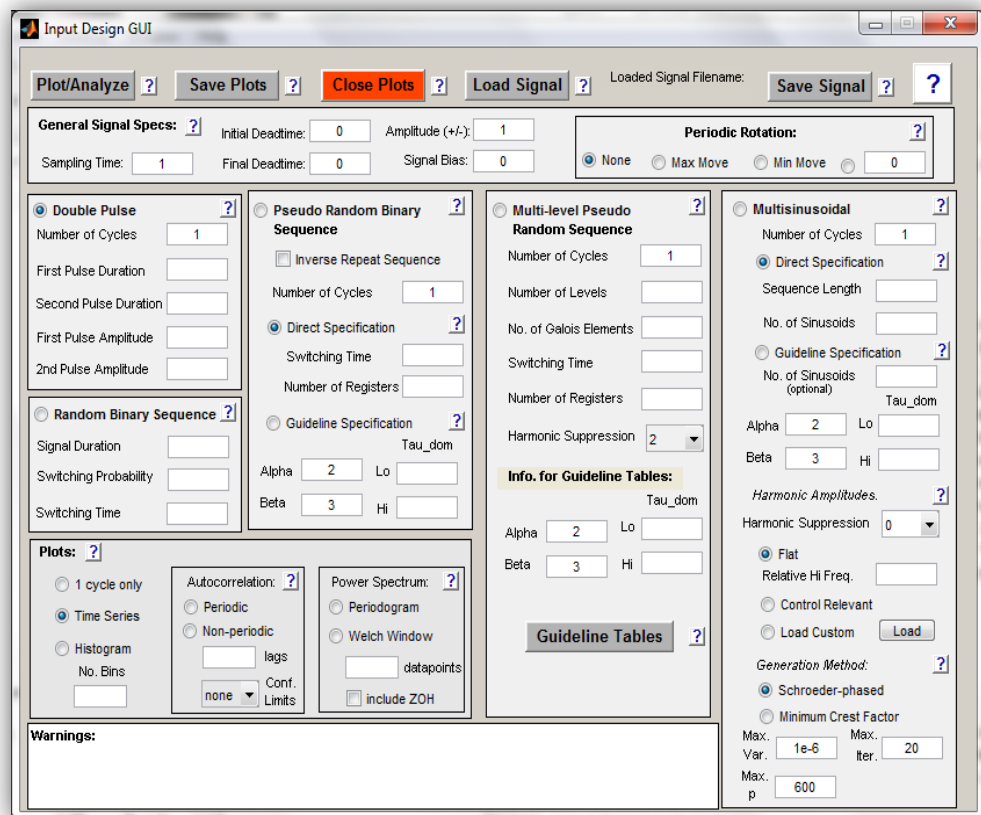 Input Design GUI
Plot/Analyze ? Save Plots ? Close Plots ? Load Signal ? Loaded Signal Filename: Save Signal ? ?
General Signal Specs: ?
Initial Deadtime: 0
Amplitude (+/-): 1
Sampling Time: 1
Final Deadtime: 0
Signal Bias: 0
Periodic Rotation: ?
None Max Move Min Move 0
Double Pulse ?
Number of Cycles 1
First Pulse Duration
Second Pulse Duration
First Pulse Amplitude
2nd Pulse Amplitude
Random Binary Sequence ?
Signal Duration
Switching Probability
Switching Time
Pseudo Random Binary ?
Sequence
Inverse Repeat Sequence
Number of Cycles 1
Direct Specification ?
Switching Time
Number of Registers
Guideline Specification ?
Tau_dom
Alpha 2 Lo
Beta 3 Hi
Multi-level Pseudo ?
Random Sequence
Number of Cycles 1
Number of Levels
No. of Galois Elements
Switching Time
Number of Registers
Harmonic Suppression 2
Info. for Guideline Tables:
Tau_dom
Alpha 2 Lo
Beta 3 Hi
Guideline Tables ?
Multisinusoidal ?
Number of Cycles 1
Direct Specification ?
Sequence Length
No. of Sinusoids
Guideline Specification ?
No. of Sinusoids
(optional)
Tau_dom
Alpha 2 Lo
Beta 3 Hi
Harmonic Amplitudes. ?
Harmonic Suppression 0
Flat
Relative Hi Freq.
Control Relevant
Load Custom Load
Generation Method: ?
Schroeder-phased
Minimum Crest Factor
Max.
Var. 1e-6
Max.
Iter. 20
Max.
p 600
Plots: ?
1 cycle only
Time Series
Histogram
No. Bins
Autocorrelation: ?
Periodic
Non-periodic
lags
none Conf.
Limits
Power Spectrum: ?
Periodogram
Welch Window
datapoints
include ZOH
Warnings: